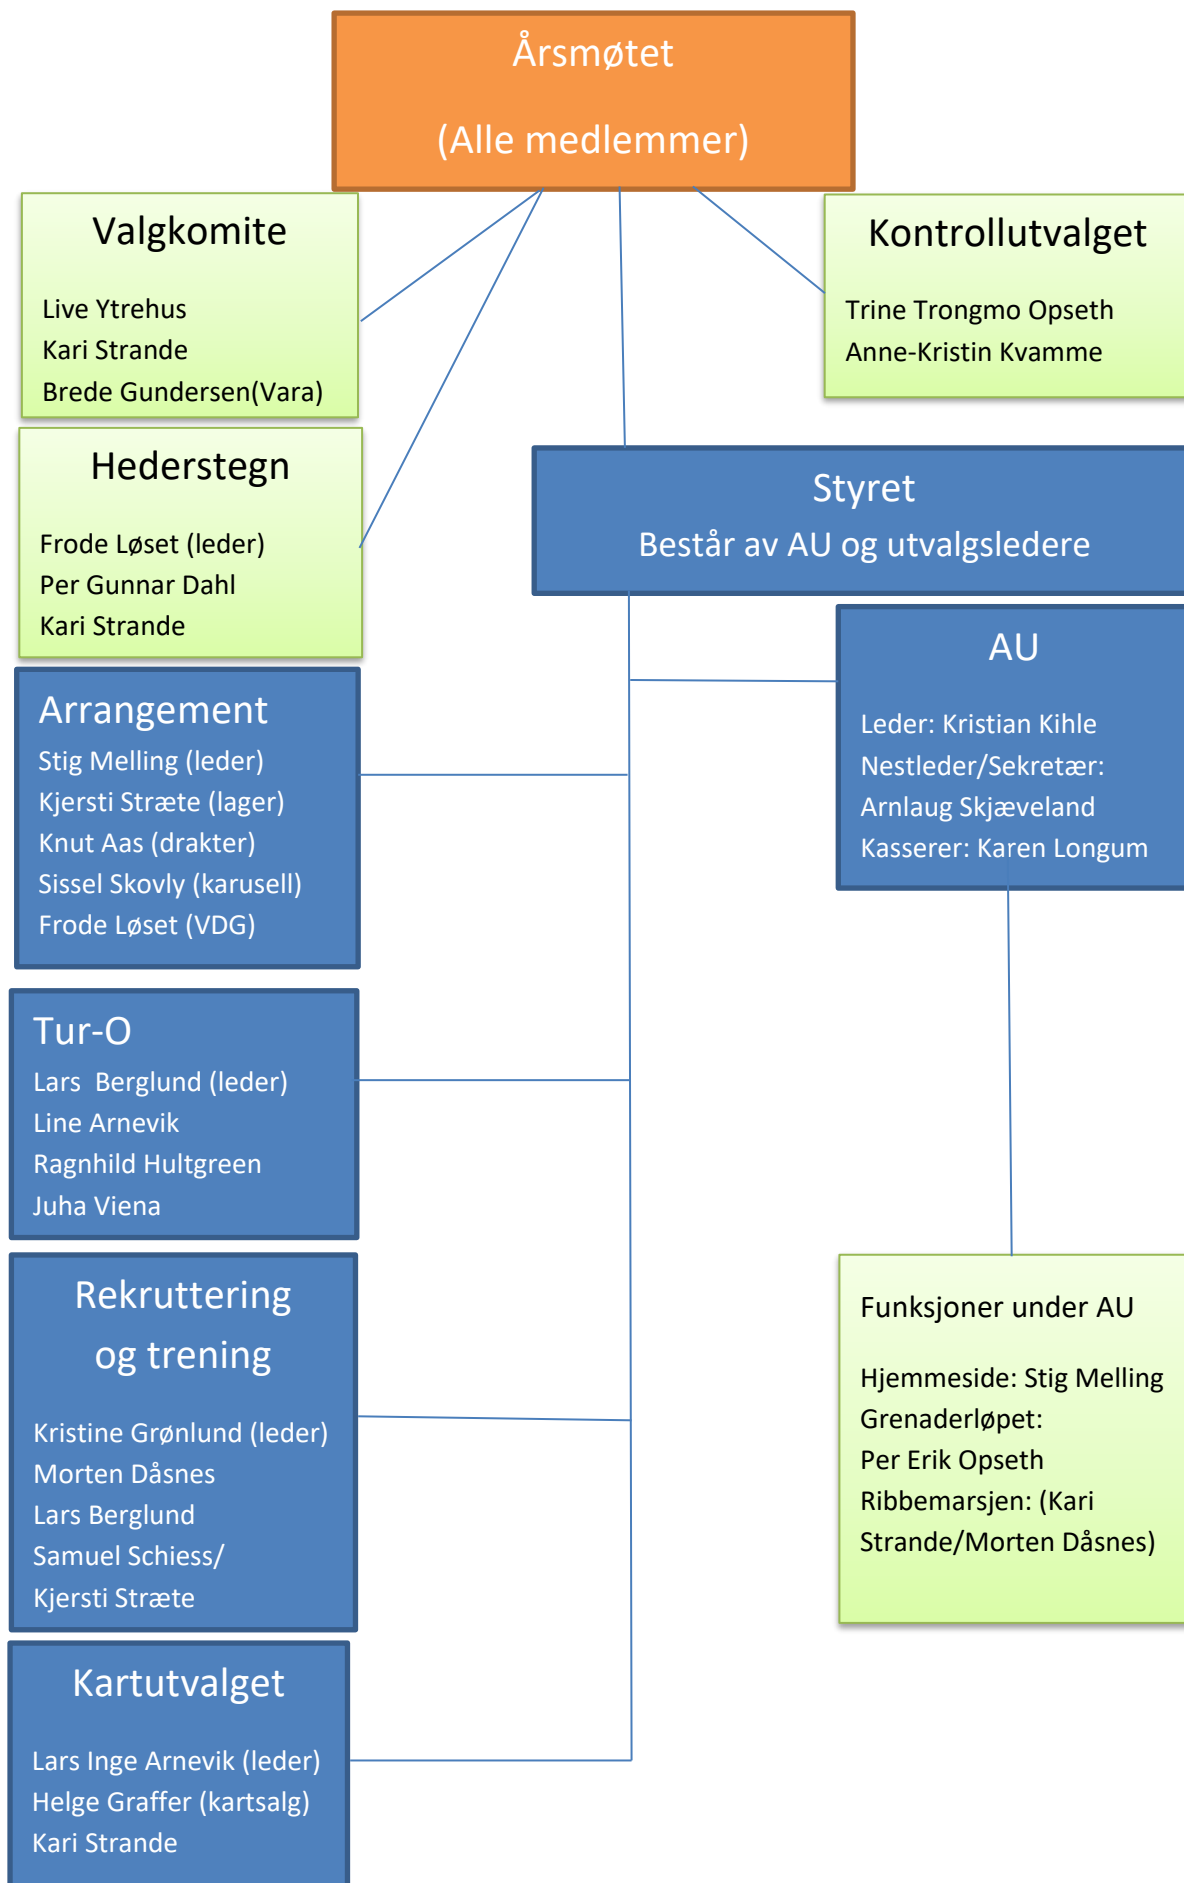 Årsmøtet
(Alle medlemmer)
Valgkomite
Live Ytrehus
Kari Strande
Brede Gundersen(Vara)
Kontrollutvalget
Trine Trongmo Opseth
Anne-Kristin Kvamme
Hederstegn
Frode Løset (leder)
Per Gunnar Dahl
Kari Strande
Styret
Består av AU og utvalgsledere
AU
Leder: Kristian Kihle
Nestleder/Sekretær:
Arnlaug Skjæveland
Kasserer: Karen Longum
Arrangement
Stig Melling (leder)
Kjersti Stræte (lager)
Knut Aas (drakter)
Sissel Skovly (karusell)
Frode Løset (VDG)
Tur-O
Lars  Berglund (leder)
Line Arnevik
Ragnhild Hultgreen
Juha Viena
Rekruttering
og trening
Kristine Grønlund (leder)
Morten Dåsnes
Lars Berglund
Samuel Schiess/
Kjersti Stræte
Funksjoner under AU
Hjemmeside: Stig Melling
Grenaderløpet:
Per Erik Opseth
Ribbemarsjen: (Kari
Strande/Morten Dåsnes)
Kartutvalget
Lars Inge Arnevik (leder)
Helge Graffer (kartsalg)
Kari Strande